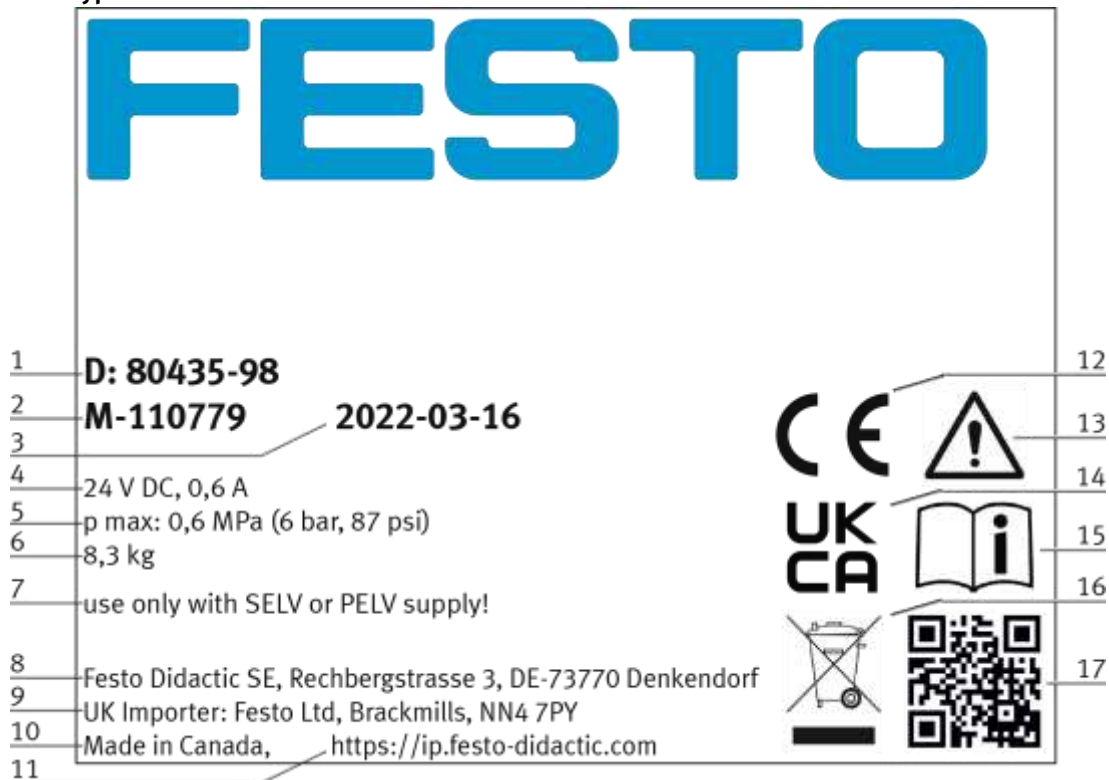 FESTO
1 D: 80435-98
2 M-110779 2022-03-16
3
4 24 V DC, 0,6 A
5 p max: 0,6 MPa (6 bar, 87 psi)
6 8,3 kg
7 use only with SELV or PELV supply!
8 Festo Didactic SE, Rechbergstrasse 3, DE-73770 Denkendorf
9 UK Importer: Festo Ltd, Brackmills, NN4 7PY
10 Made in Canada, https://ip.festo-didactic.com
11
CE 12
13
UK 14
CA
i 15
16
17